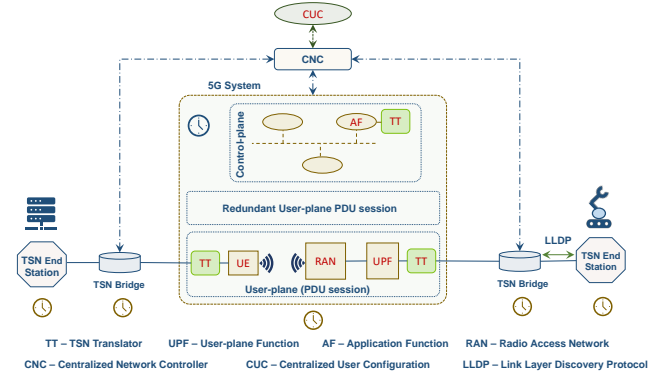 CUC
CNC
5G System
Control-plane
AF
TT
Redundant User-plane PDU session
LLDP
TSN End
Station
TT
UE
RAN
UPF
TT
TSN End
Station
TSN Bridge
User-plane (PDU session)
TSN Bridge
TT – TSN Translator
UPF – User-plane Function
AF – Application Function
RAN – Radio Access Network
CNC – Centralized Network Controller
CUC – Centralized User Configuration
LLDP – Link Layer Discovery Protocol